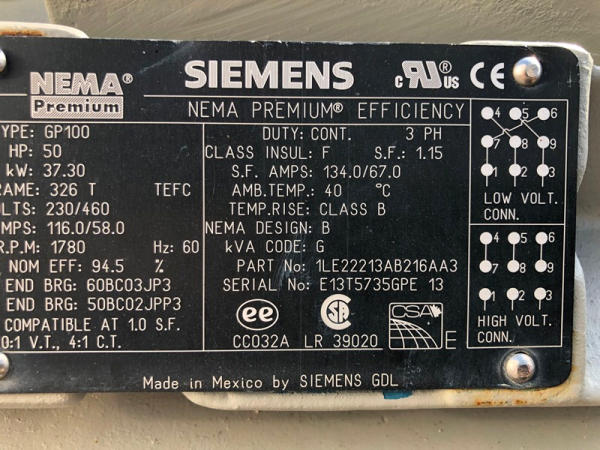 NEMA® Premium
SIEMENS
c UR® US CE
NEMA PREMIUM® EFFICIENCY
YPE: GP100
DUTY: CONT. 3 PH
HP: 50
CLASS INSUL: F S.F.: 1.15
kW: 37.30
S.F. AMPS: 134.0/67.0
RAME: 326 T TEFC
AMB.TEMP.: 40 °C
OLTS: 230/460
TEMP.RISE: CLASS B
MPS: 116.0/58.0
NEMA DESIGN: B
R.P.M: 1780 Hz: 60
kVA CODE: G
NOM EFF: 94.5 %
PART No: 1LE22213AB216AA3
END BRG: 60BC03JP3
SERIAL No: E13T5735GPE 13
END BRG: 50BC02JPP3
COMPATIBLE AT 1.0 S.F.
0:1 V.T., 4:1 C.T.
ee SA CSA E
CC032A LR 39020
4 5 6
7 8 9
1 2 3
LOW VOLT. CONN.
4 5 6
7 8 9
1 2 3
HIGH VOLT. CONN.
Made in Mexico by SIEMENS GDL